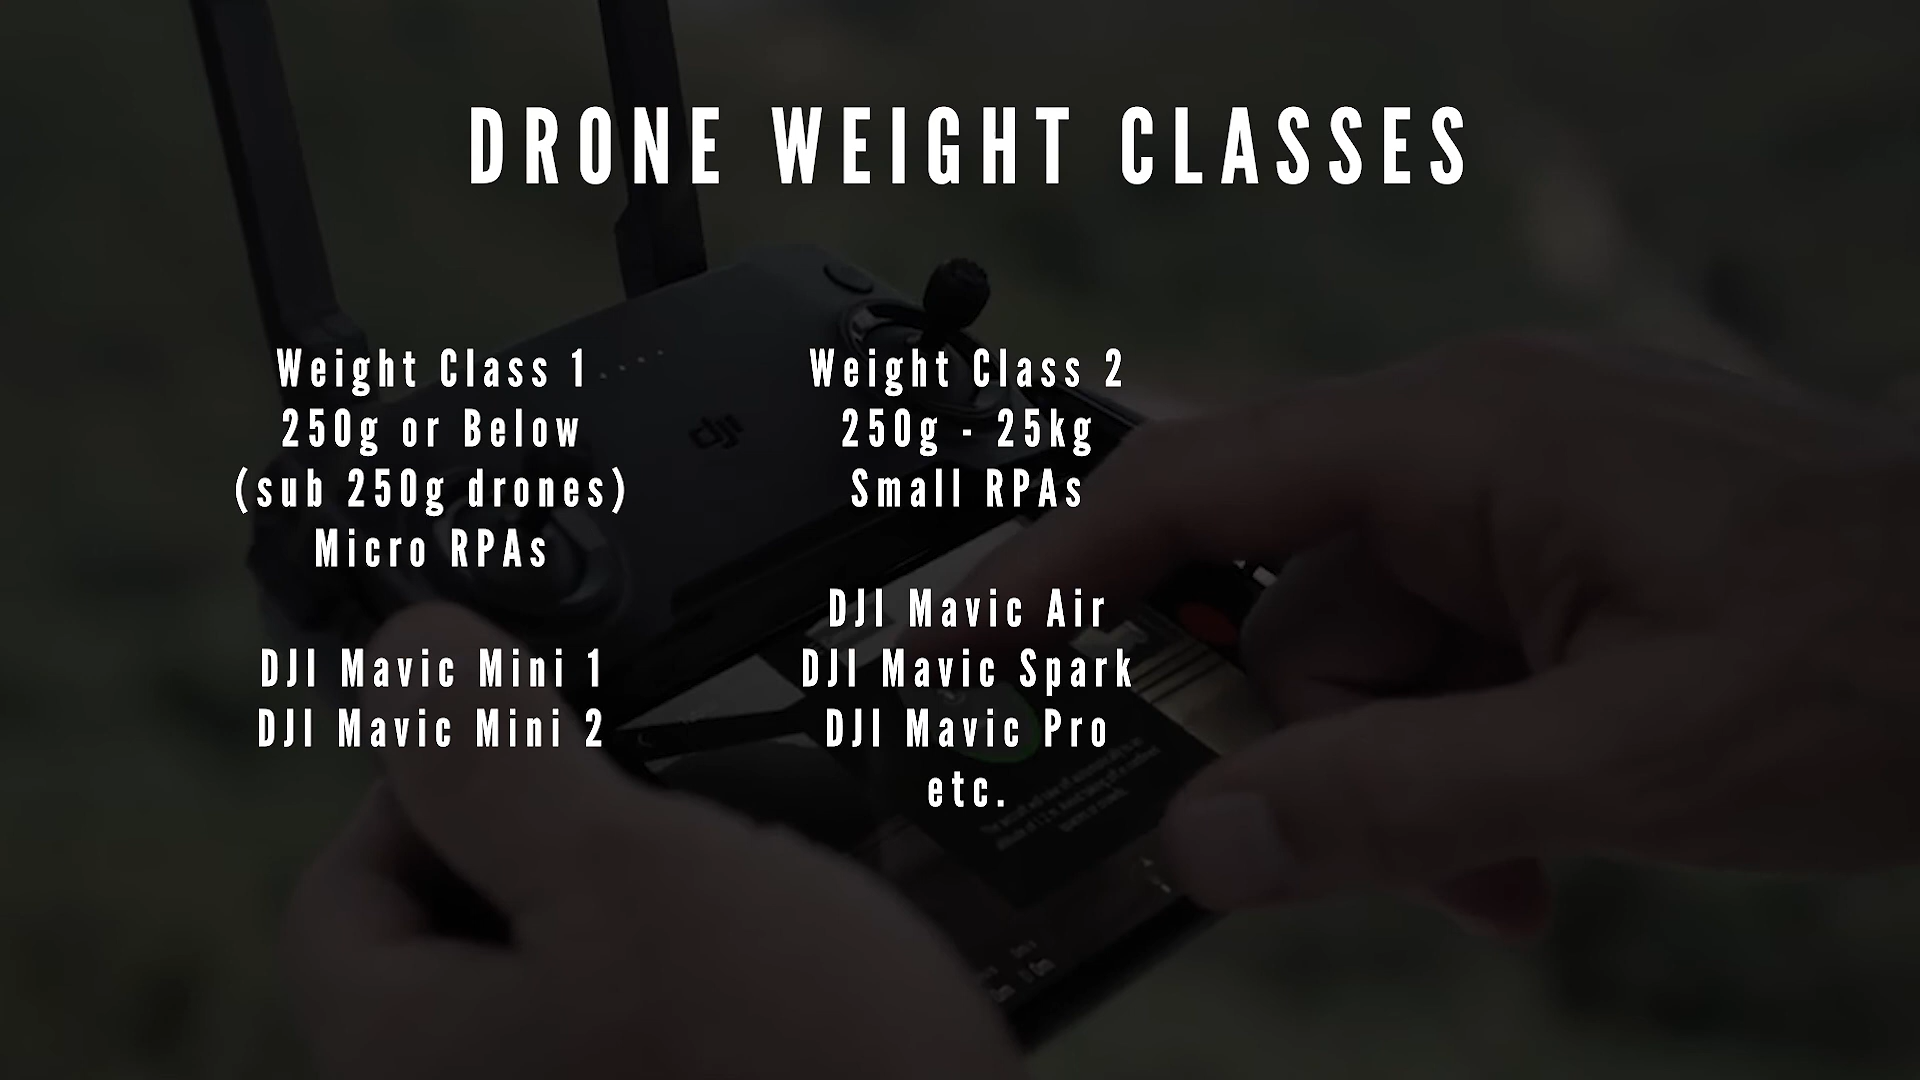 DRONE WEIGHT CLASSES
Weight Class 1
250g or Below
(sub 250g drones)
Micro RPAs
DJI Mavic Mini 1
DJI Mavic Mini 2
Weight Class 2
250g - 25kg
Small RPAs
DJI Mavic Air
DJI Mavic Spark
DJI Mavic Pro
etc.
dji